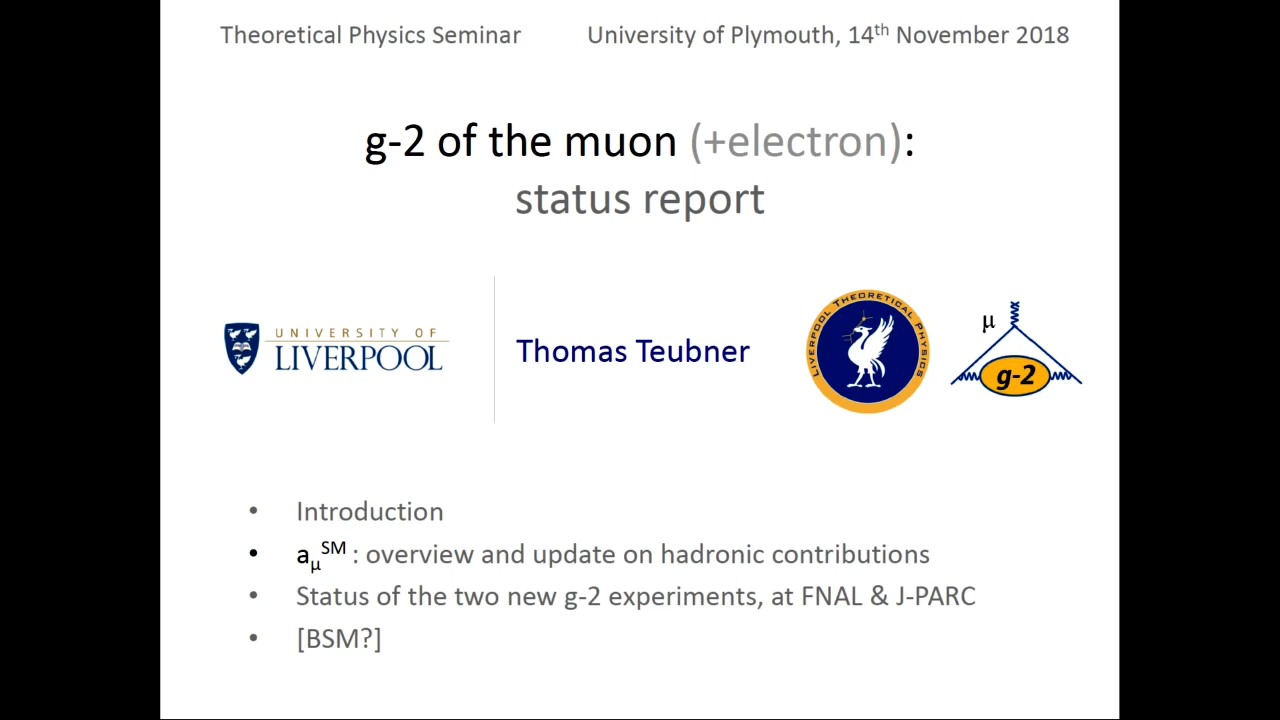 Theoretical Physics Seminar University of Plymouth, 14th November 2018
g-2 of the muon (+electron):
status report
UNIVERSITY OF
LIVERPOOL
Thomas Teubner
LIVERPOOL THEORETICAL PHYSICS
μ
g-2
• Introduction
• aμSM : overview and update on hadronic contributions
• Status of the two new g-2 experiments, at FNAL & J-PARC
• [BSM?]